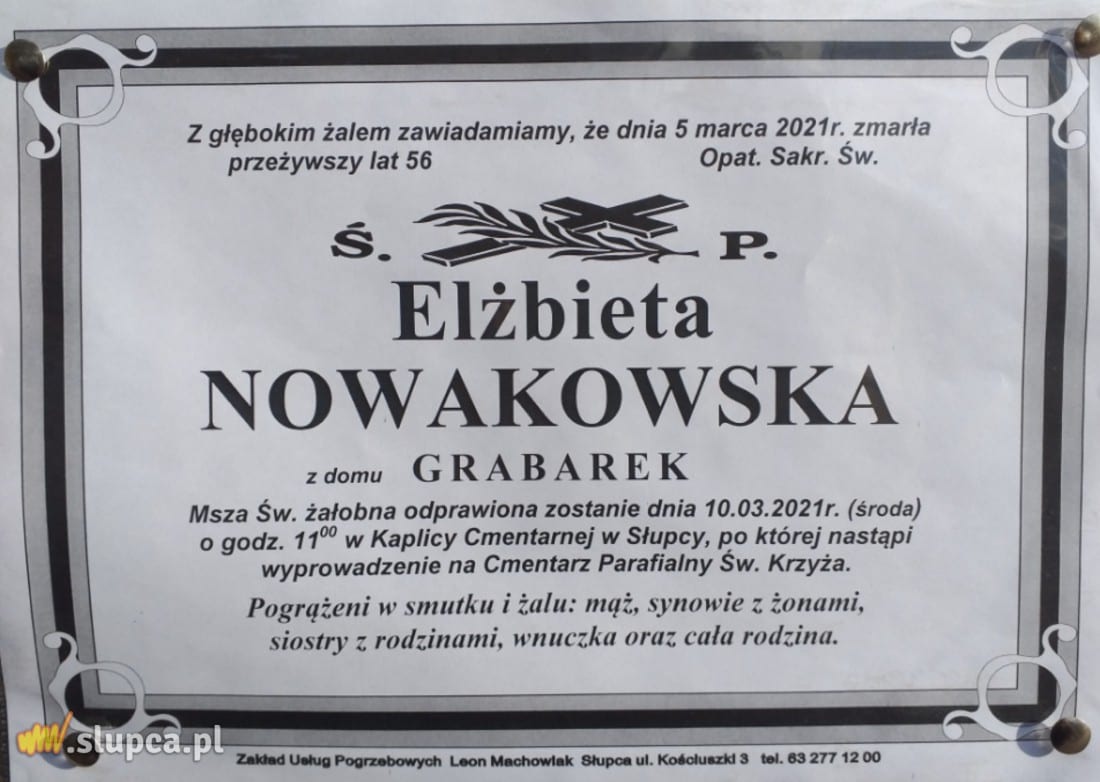 Z głębokim żalem zawiadamiamy, że dnia 5 marca 2021r. zmarła
przeżywszy lat 56 Opat. Sakr. Św.
Ś. P.
Elżbieta
NOWAKOWSKA
z domu GRABAREK
Msza Św. żałobna odprawiona zostanie dnia 10.03.2021r. (środa)
o godz. 11⁰⁰ w Kaplicy Cmentarnej w Słupcy, po której nastąpi
wyprowadzenie na Cmentarz Parafialny Św. Krzyża.
Pogrążeni w smutku i żalu: mąż, synowie z żonami,
siostry z rodzinami, wnuczka oraz cała rodzina.
www.slupca.pl
Zakład Usług Pogrzebowych Leon Machowiak Słupca ul. Kościuszki 3 tel. 63 277 12 00